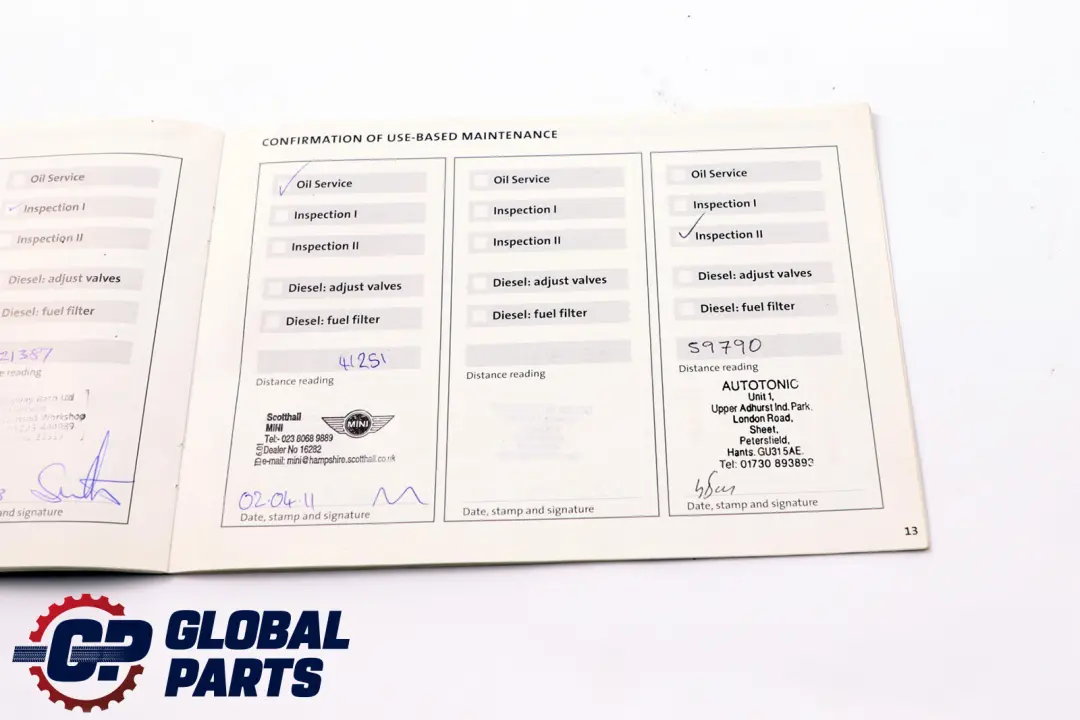 Oil Service
Inspection I
Inspection II
Diesel: adjust valves
Diesel: fuel filter
21387
e reading
and signature
CONFIRMATION OF USE-BASED MAINTENANCE
Oil Service
Inspection I
Inspection II
Diesel: adjust valves
Diesel: fuel filter
41251
Distance reading
Scotthall
MINI
MINI
Tel:- 023 8068 9889
Dealer No 16282
e-mail: mini@hampshire.scotthall.co.uk
02.04.11
Date, stamp and signature
Oil Service
Inspection I
Inspection II
Diesel: adjust valves
Diesel: fuel filter
Distance reading
Date, stamp and signature
Oil Service
Inspection I
Inspection II
Diesel: adjust valves
Diesel: fuel filter
59790
Distance reading
AUTOTONIC
Unit 1,
Upper Adhurst Ind. Park.
London Road,
Sheet,
Petersfield,
Hants. GU31 5AE.
Tel: 01730 893893
Date, stamp and signature
13
GP GLOBAL
PARTS